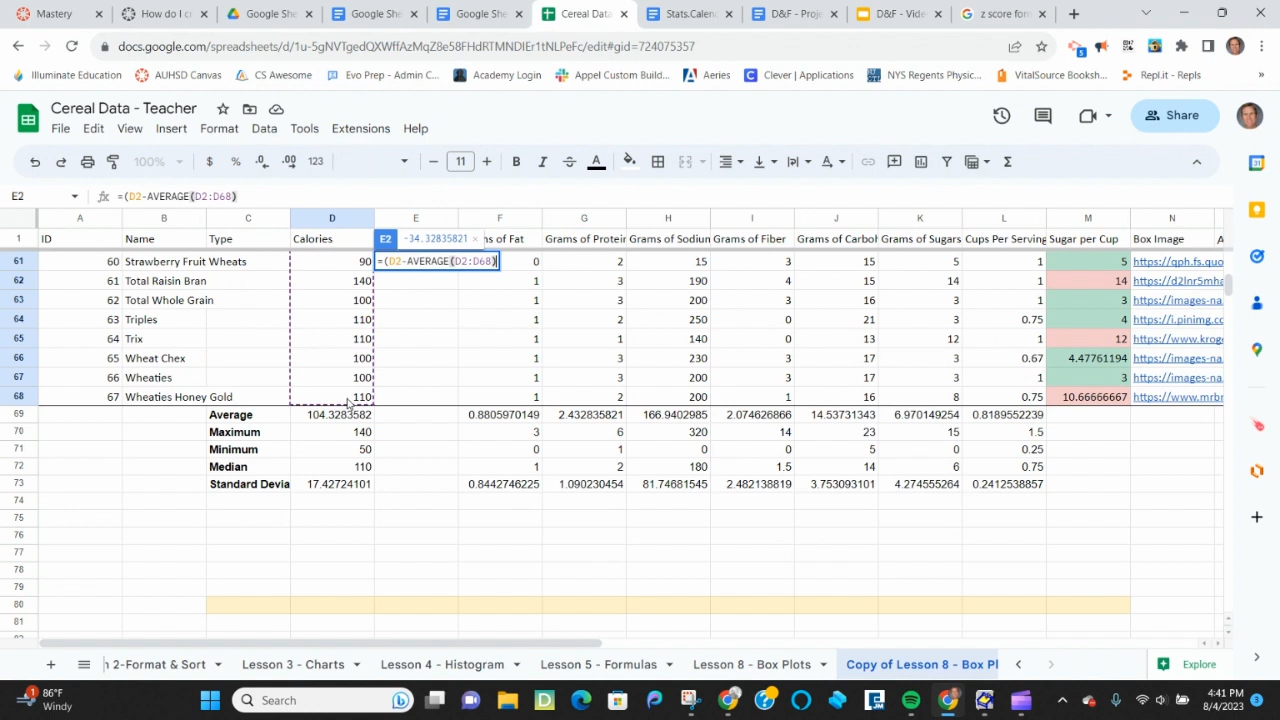 Mastery
How do I c
Google She
Google She
Google She
Cereal Data
Stats.Calend
D&F - Proje
D&F - Vide
z score form
docs.google.com/spreadsheets/d/1u-5gNVTgedQXWffAzMqZ8e58FHdRTMNDIEr1tNLPeFc/edit#gid=724075357
Illuminate Education
AUHSD Canvas
CS Awesome
Evo Prep - Admin C...
Academy Login
Appel Custom Build...
Aeries
Clever | Applications
NYS Regents Physic...
VitalSource Booksh...
Repl.it - Repls
Cereal Data - Teacher
File Edit View Insert Format Data Tools Extensions Help
Share
100% $ % .0 .00 123 11 B I A
E2 fx =(D2-AVERAGE(D2:D68)
A B C D E F G H I J K L M N
1 ID Name Type Calories E2 -34.32835821 × ns of Fat Grams of Protein Grams of Sodiun Grams of Fiber Grams of Carbol Grams of Sugars Cups Per Serving Sugar per Cup Box Image A
61 60 Strawberry Fruit Wheats 90 =(D2-AVERAGE(D2:D68) 0 2 15 3 15 5 1 5 https://qph.fs.quo
62 61 Total Raisin Bran 140 1 3 190 4 15 14 1 14 https://d2lnr5mha
63 62 Total Whole Grain 100 1 3 200 3 16 3 1 3 https://images-na.
64 63 Triples 110 1 2 250 0 21 3 0.75 4 https://i.pinimg.co
65 64 Trix 110 1 1 140 0 13 12 1 12 https://www.krog
66 65 Wheat Chex 100 1 3 230 3 17 3 0.67 4.47761194 https://images-na.
67 66 Wheaties 100 1 3 200 3 17 3 1 3 https://images-na.
68 67 Wheaties Honey Gold 110 1 2 200 1 16 8 0.75 10.66666667 https://www.mrbr
69 Average 104.3283582 0.8805970149 2.432835821 166.9402985 2.074626866 14.53731343 6.970149254 0.8189552239
70 Maximum 140 3 6 320 14 23 15 1.5
71 Minimum 50 0 1 0 0 5 0 0.25
72 Median 110 1 2 180 1.5 14 6 0.75
73 Standard Devia 17.42724101 0.8442746225 1.090230454 81.74681545 2.482138819 3.753093101 4.274555264 0.2412538857
74
75
76
77
78
79
80
81
82
2-Format & Sort Lesson 3 - Charts Lesson 4 - Histogram Lesson 5 - Formulas Lesson 8 - Box Plots Copy of Lesson 8 - Box Pl Explore
86°F
Windy
Search
4:41 PM
8/4/2023